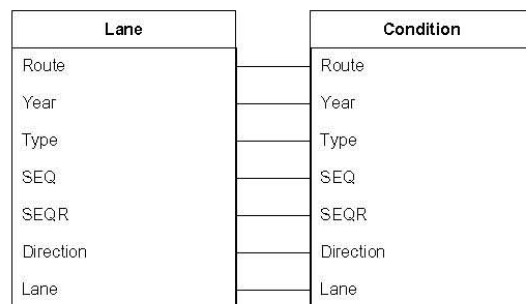 Lane
Route
Year
Type
SEQ
SEQR
Direction
Lane
Condition
Route
Year
Type
SEQ
SEQR
Direction
Lane